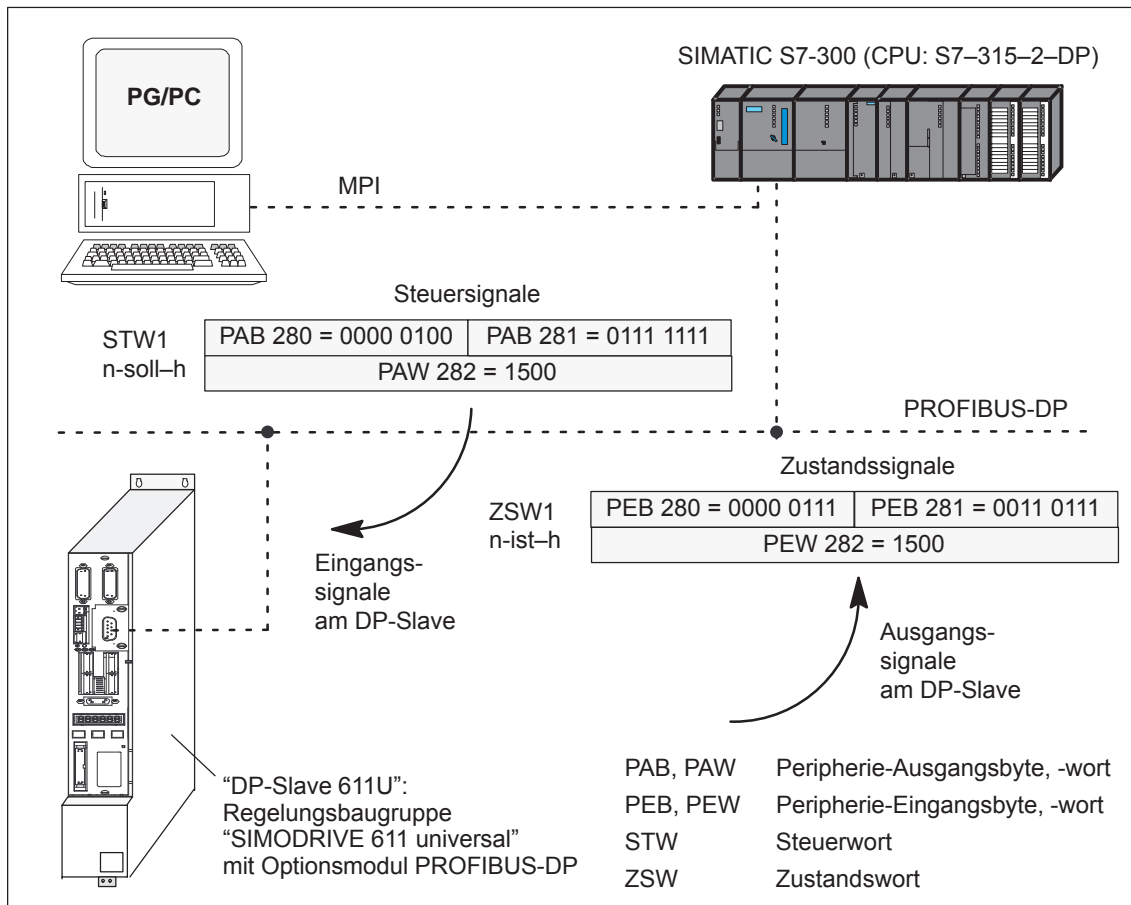 PG/PC
SIMATIC S7-300 (CPU: S7–315–2–DP)
MPI
Steuersignale
STW1
n-soll–h
PAB 280 = 0000 0100
PAB 281 = 0111 1111
PAW 282 = 1500
PROFIBUS-DP
Zustandssignale
ZSW1
n-ist–h
PEB 280 = 0000 0111
PEB 281 = 0011 0111
PEW 282 = 1500
Eingangs-
signale
am DP-Slave
Ausgangs-
signale
am DP-Slave
“DP-Slave 611U”:
Regelungsbaugruppe
“SIMODRIVE 611 universal”
mit Optionsmodul PROFIBUS-DP
PAB, PAW Peripherie-Ausgangsbyte, -wort
PEB, PEW Peripherie-Eingangsbyte, -wort
STW Steuerwort
ZSW Zustandswort